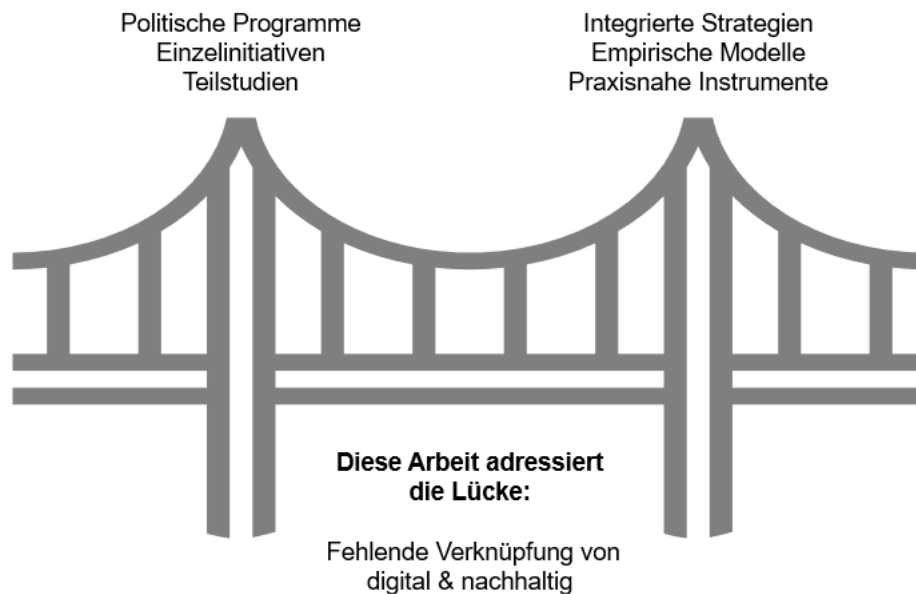 Politische Programme
Einzelinitiativen
Teilstudien
Integrierte Strategien
Empirische Modelle
Praxisnahe Instrumente
Diese Arbeit adressiert
die Lücke:
Fehlende Verknüpfung von
digital & nachhaltig